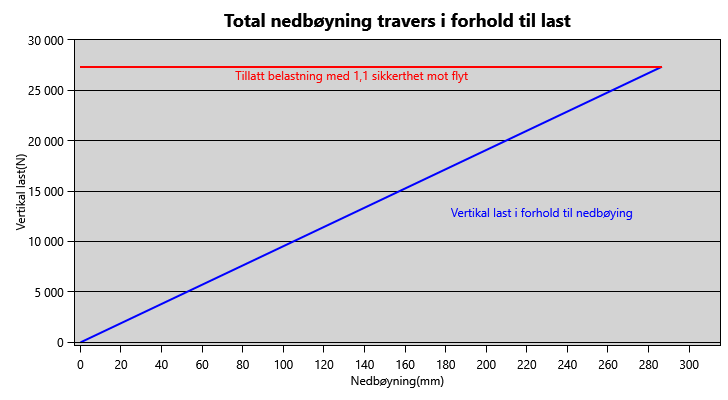 Total nedbøyning travers i forhold til last
30 000
Tillatt belastning med 1,1 sikkerthet mot flyt
25 000
20 000
15 000
Vertikal last i forhold til nedbøying
10 000
5 000
0
Vertikal last(N)
0 20 40 60 80 100 120 140 160 180 200 220 240 260 280 300
Nedbøyning(mm)